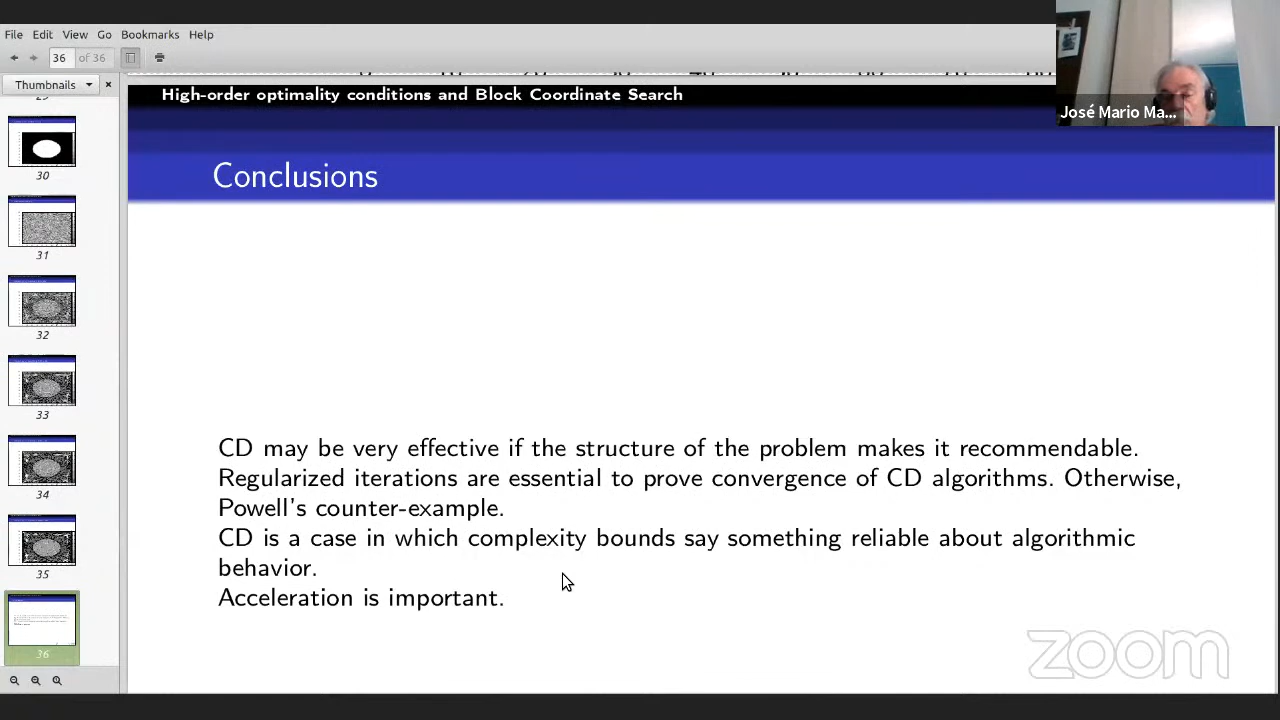 File Edit View Go Bookmarks Help
36 of 36
Thumbnails
High-order optimality conditions and Block Coordinate Search
José Mario Ma...
30
31
32
33
34
35
36
Conclusions
CD may be very effective if the structure of the problem makes it recommendable.
Regularized iterations are essential to prove convergence of CD algorithms. Otherwise,
Powell's counter-example.
CD is a case in which complexity bounds say something reliable about algorithmic
behavior.
Acceleration is important.
zoom